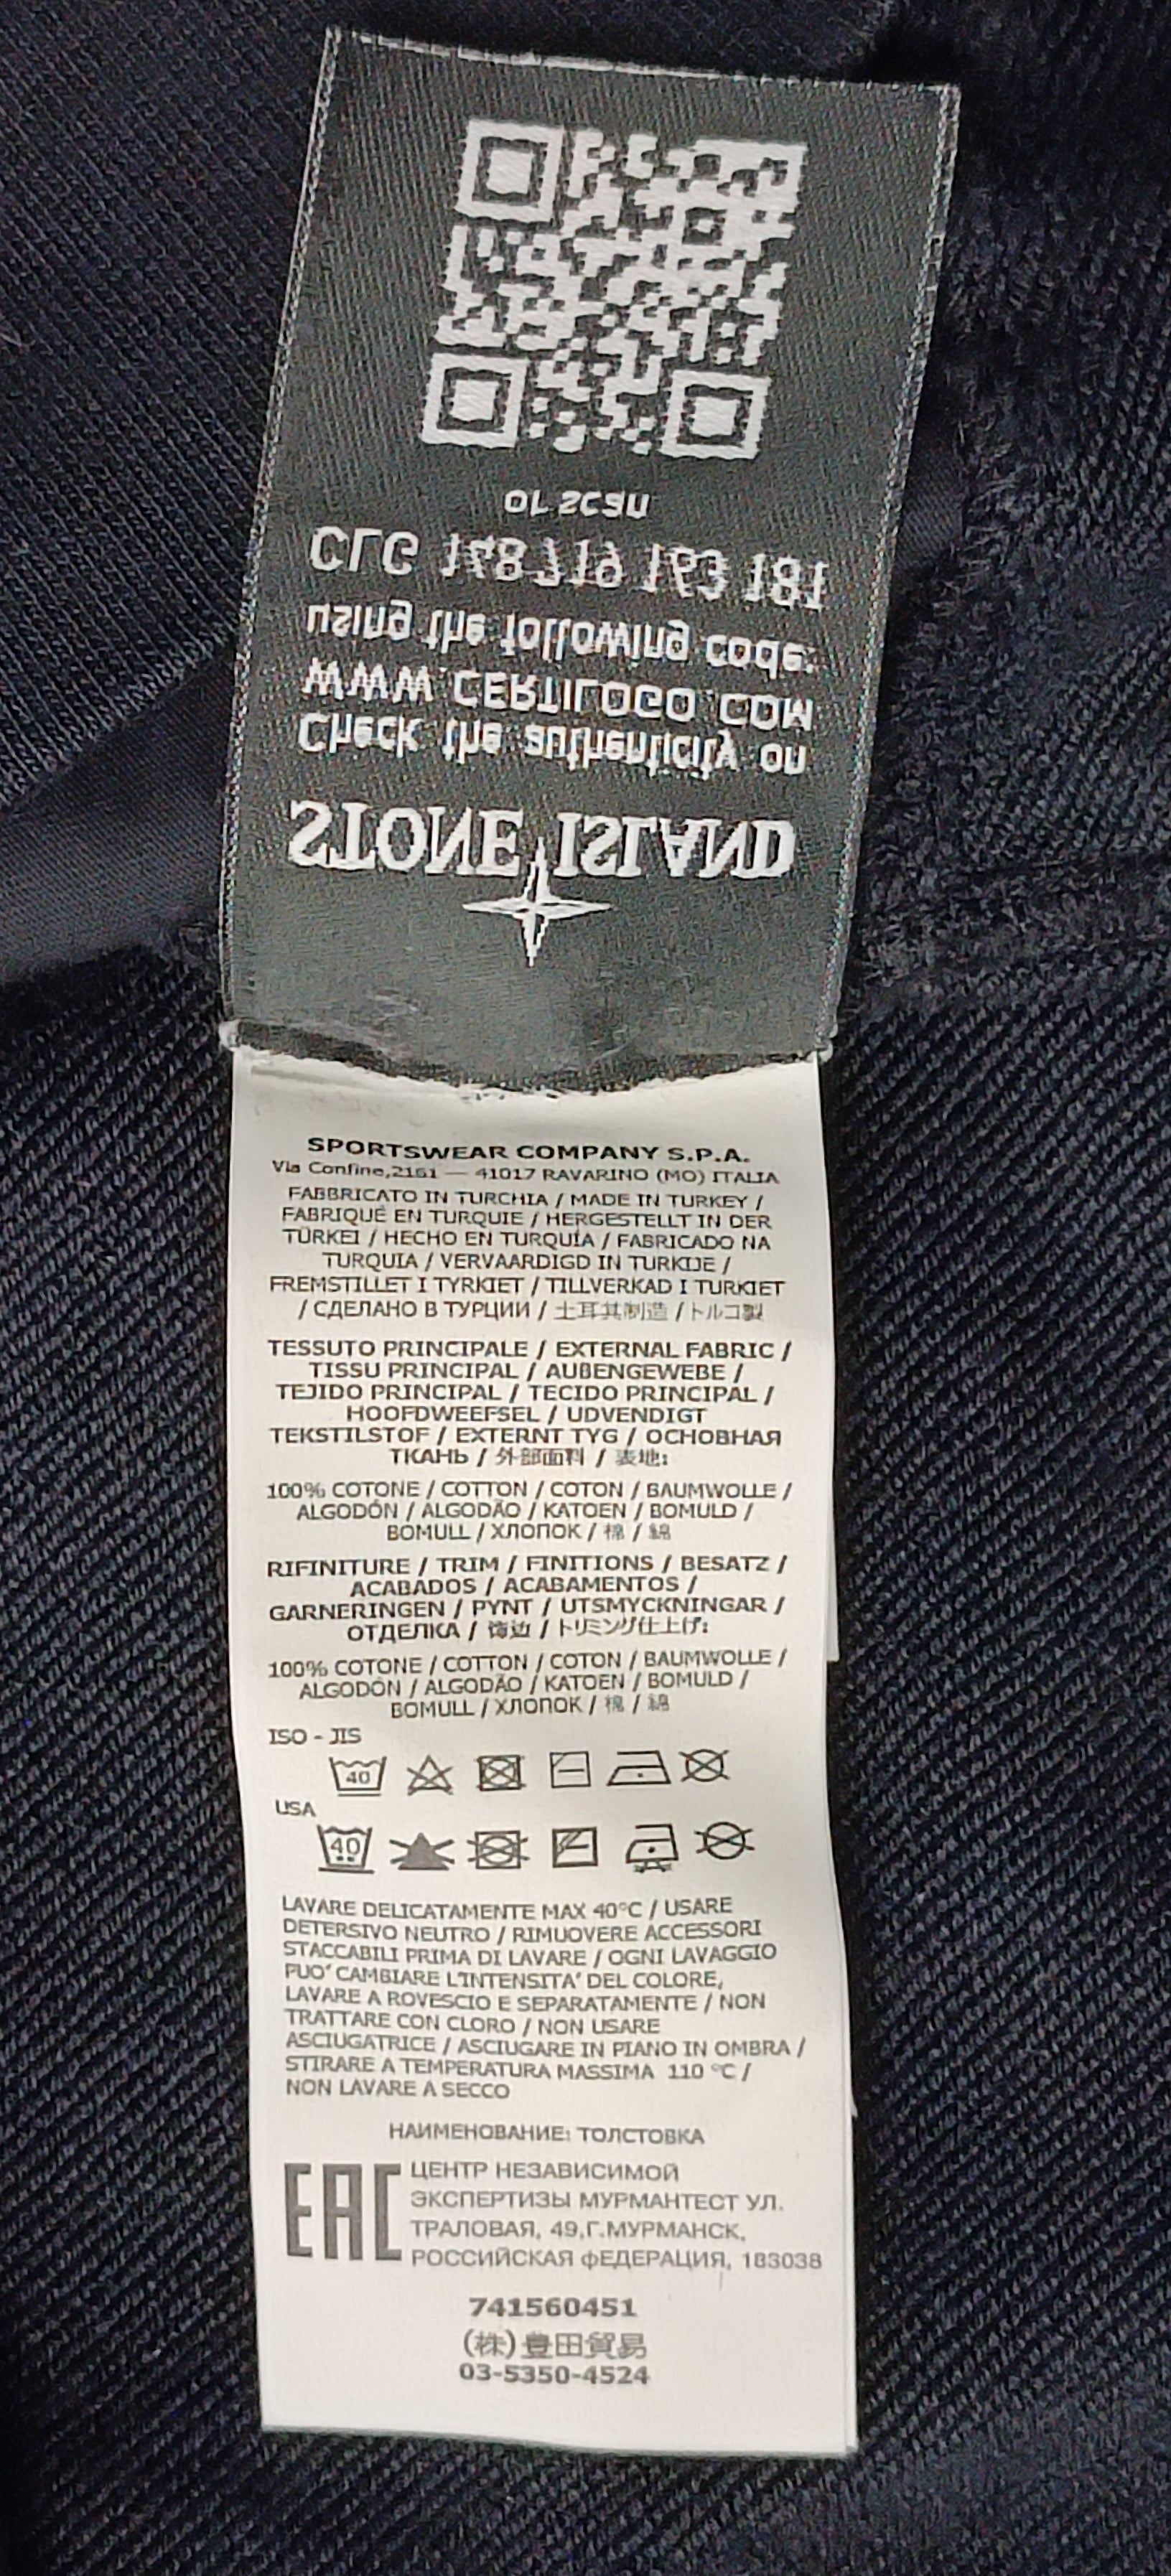 STONE ISLAND
Check the authenticity on
WWW.CERTILOGO.COM
using the following code:
CLG 148 719 163 181
or scan
SPORTSWEAR COMPANY S.P.A.
Via Confine,2161 — 41017 RAVARINO (MO) ITALIA
FABBRICATO IN TURCHIA / MADE IN TURKEY /
FABRIQUÉ EN TURQUIE / HERGESTELLT IN DER
TÜRKEI / HECHO EN TURQUÍA / FABRICADO NA
TURQUIA / VERVAARDIGD IN TURKIJE /
FREMSTILLET I TYRKIET / TILLVERKAD I TURKIET
/ СДЕЛАНО В ТУРЦИИ / 土耳其制造 / トルコ製
TESSUTO PRINCIPALE / EXTERNAL FABRIC /
TISSU PRINCIPAL / AUßENGEWEBE /
TEJIDO PRINCIPAL / TECIDO PRINCIPAL /
HOOFDWEEFSEL / UDVENDIGT
TEKSTILSTOF / EXTERNT TYG / ОСНОВНАЯ
ТКАНЬ / 外部面料 / 表地:
100% COTONE / COTTON / COTON / BAUMWOLLE /
ALGODÓN / ALGODÃO / KATOEN / BOMULD /
BOMULL / ХЛОПОК / 棉 / 綿
RIFINITURE / TRIM / FINITIONS / BESATZ /
ACABADOS / ACABAMENTOS /
GARNERINGEN / PYNT / UTSMYCKNINGAR /
ОТДЕЛКА / 饰边 / トリミング仕上げ:
100% COTONE / COTTON / COTON / BAUMWOLLE /
ALGODÓN / ALGODÃO / KATOEN / BOMULD /
BOMULL / ХЛОПОК / 棉 / 綿
ISO - JIS
40
USA
40
LAVARE DELICATAMENTE MAX 40°C / USARE
DETERSIVO NEUTRO / RIMUOVERE ACCESSORI
STACCABILI PRIMA DI LAVARE / OGNI LAVAGGIO
PUO' CAMBIARE L'INTENSITA' DEL COLORE,
LAVARE A ROVESCIO E SEPARATAMENTE / NON
TRATTARE CON CLORO / NON USARE
ASCIUGATRICE / ASCIUGARE IN PIANO IN OMBRA /
STIRARE A TEMPERATURA MASSIMA 110 °C /
NON LAVARE A SECCO
НАИМЕНОВАНИЕ: ТОЛСТОВКА
EAC
ЦЕНТР НЕЗАВИСИМОЙ
ЭКСПЕРТИЗЫ МУРМАНТЕСТ УЛ.
ТРАЛОВАЯ, 49,Г.МУРМАНСК,
РОССИЙСКАЯ фЕДЕРАЦИЯ, 183038
741560451
(株)豊田貿易
03-5350-4524